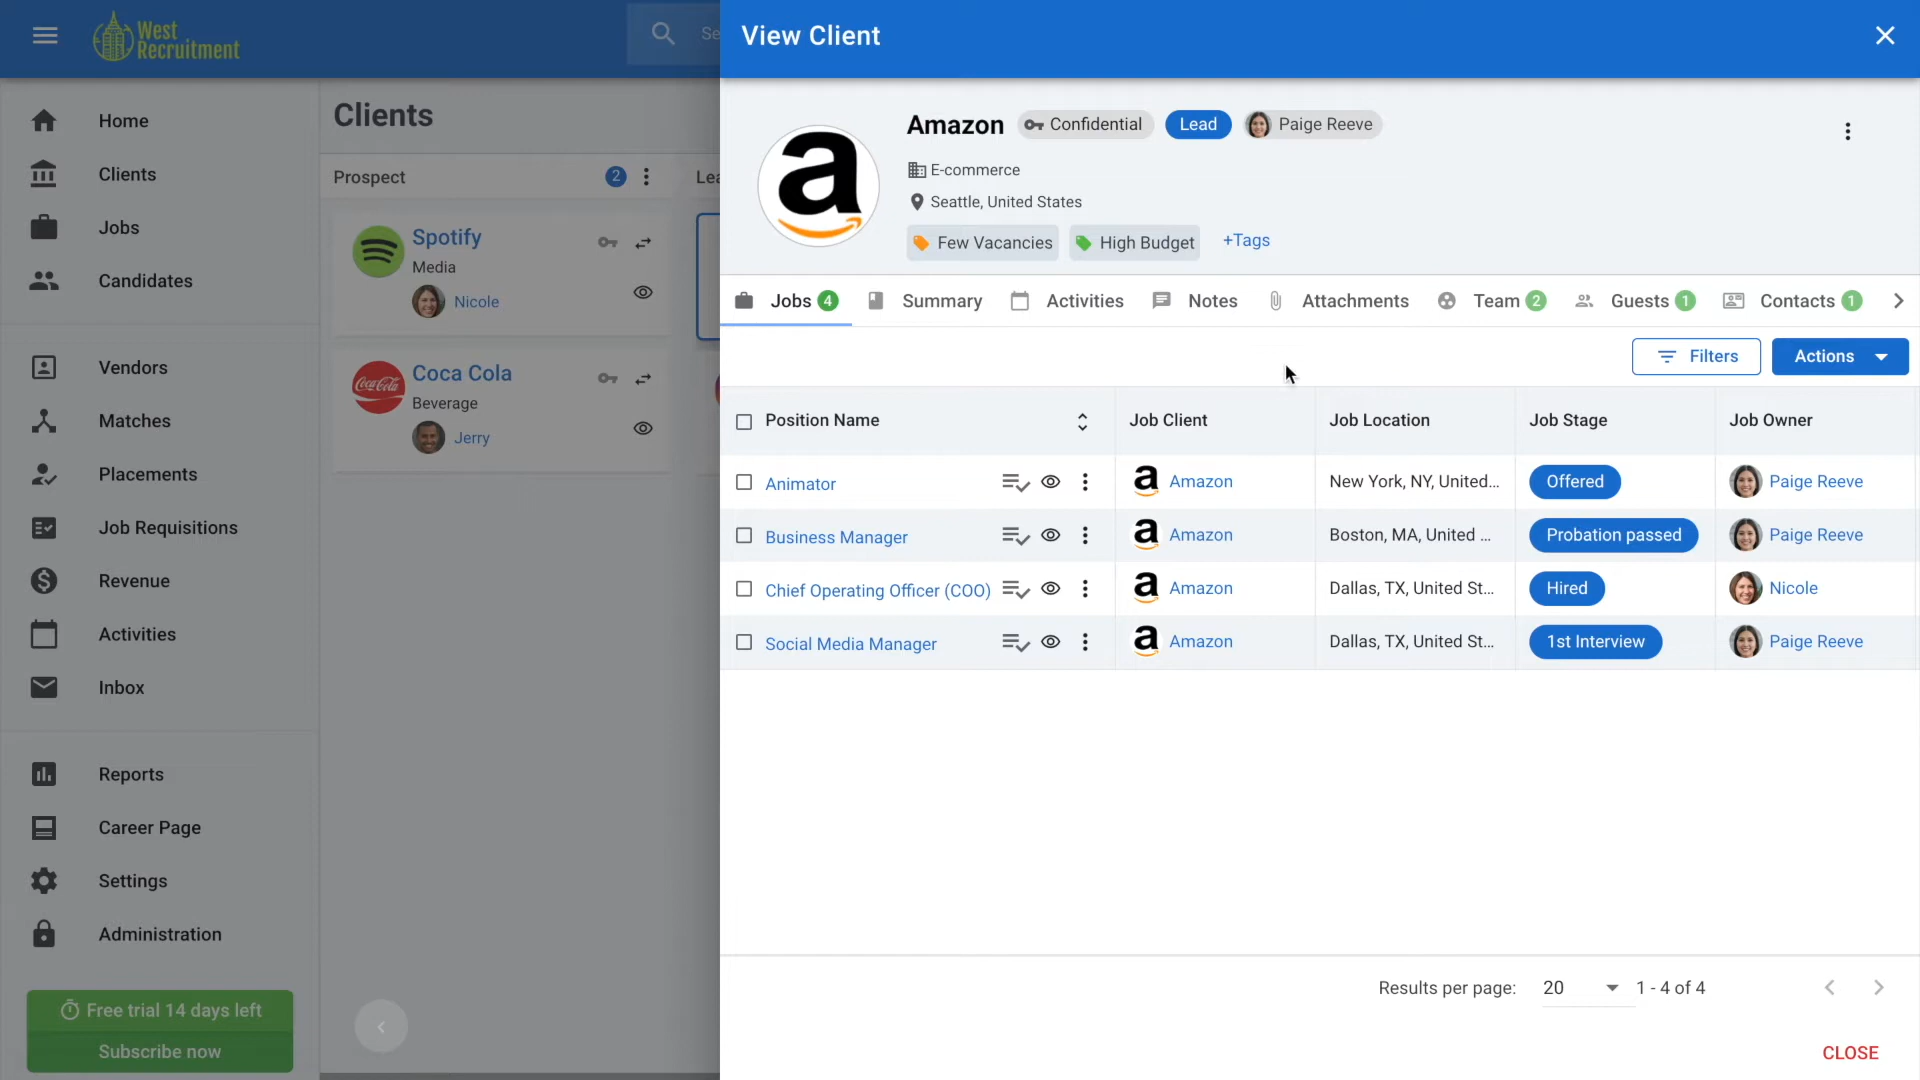 West
Recruitment
Se
View Client
Home
Clients
Jobs
Candidates
Vendors
Matches
Placements
Job Requisitions
Revenue
Activities
Inbox
Reports
Career Page
Settings
Administration
Free trial 14 days left
Subscribe now
Clients
Prospect 2
Lea
Spotify
Media
Nicole
Coca Cola
Beverage
Jerry
Amazon Confidential Lead Paige Reeve
E-commerce
Seattle, United States
Few Vacancies High Budget +Tags
Jobs 4 Summary Activities Notes Attachments Team 2 Guests 1 Contacts 1
Filters Actions
Position Name Job Client Job Location Job Stage Job Owner
Animator Amazon New York, NY, United... Offered Paige Reeve
Business Manager Amazon Boston, MA, United ... Probation passed Paige Reeve
Chief Operating Officer (COO) Amazon Dallas, TX, United St... Hired Nicole
Social Media Manager Amazon Dallas, TX, United St... 1st Interview Paige Reeve
Results per page: 20 1 - 4 of 4
CLOSE